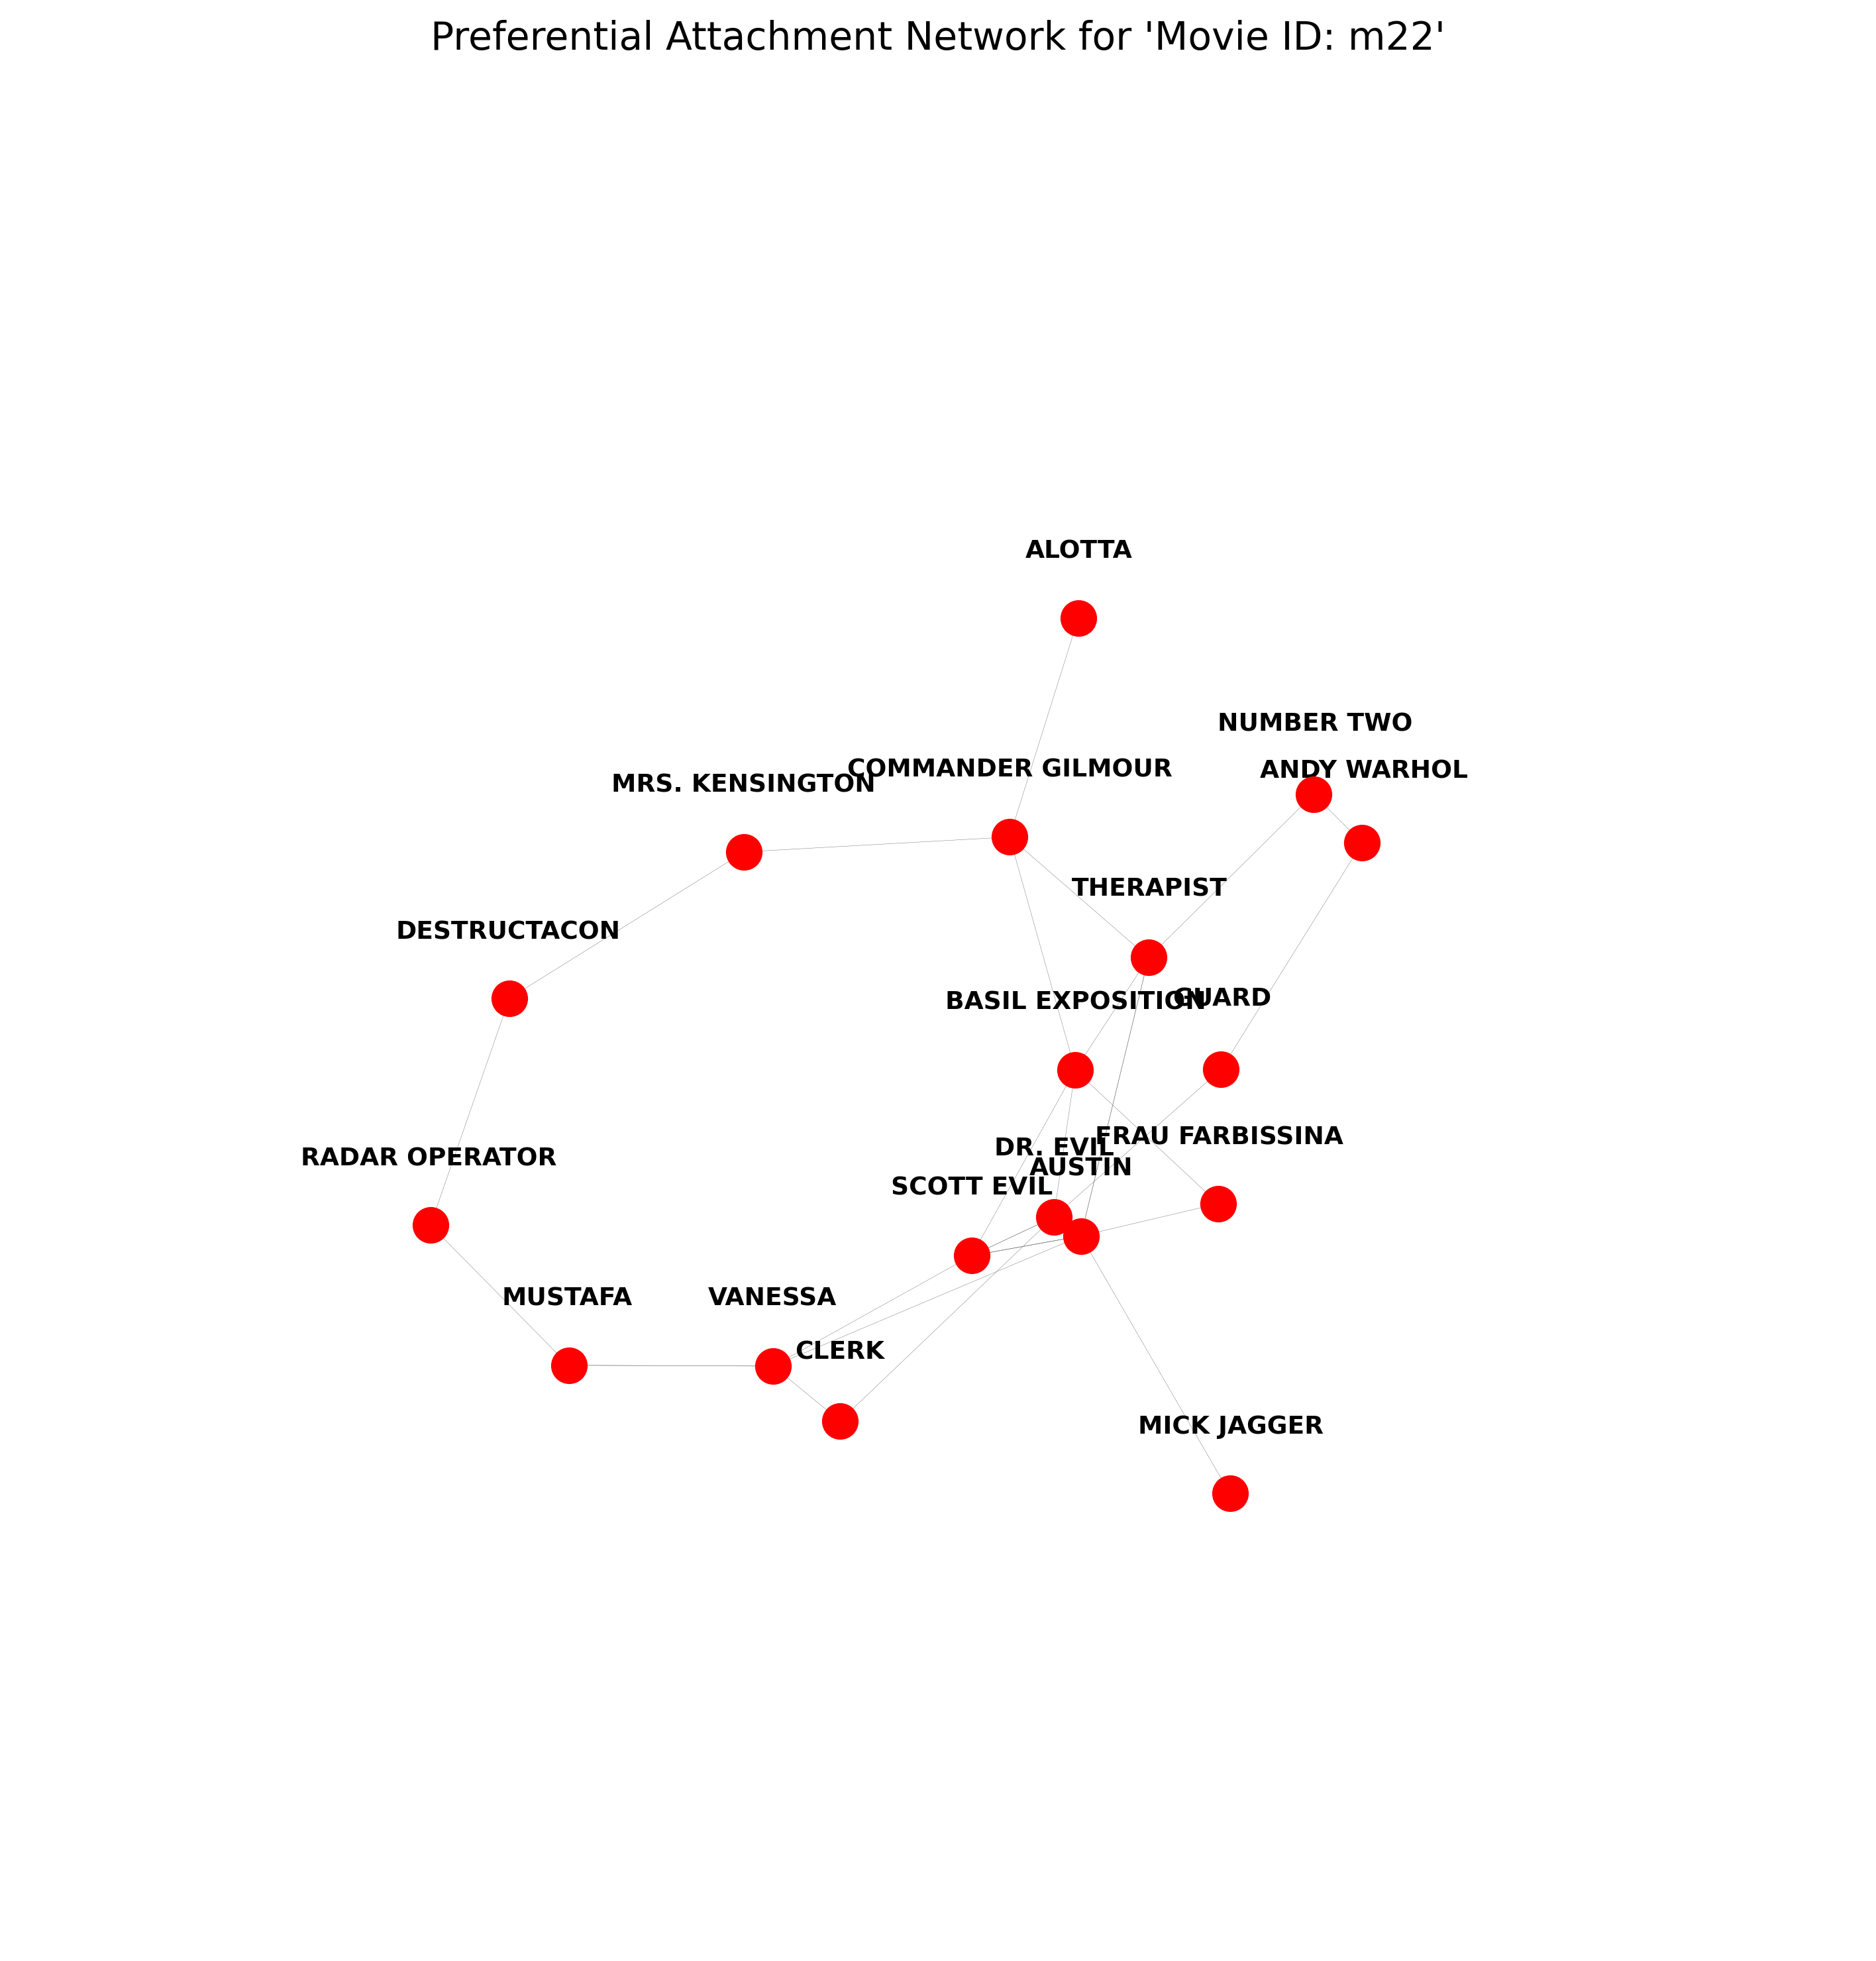 Preferential Attachment Network for 'Movie ID: m22'
ALOTTA
NUMBER TWO
COMMANDER GILMOUR
ANDY WARHOL
MRS. KENSINGTON
THERAPIST
DESTRUCTACON
BASIL EXPOSITION
GUARD
FRAU FARBISSINA
DR. EVIL
RADAR OPERATOR
AUSTIN
SCOTT EVIL
MUSTAFA
VANESSA
CLERK
MICK JAGGER